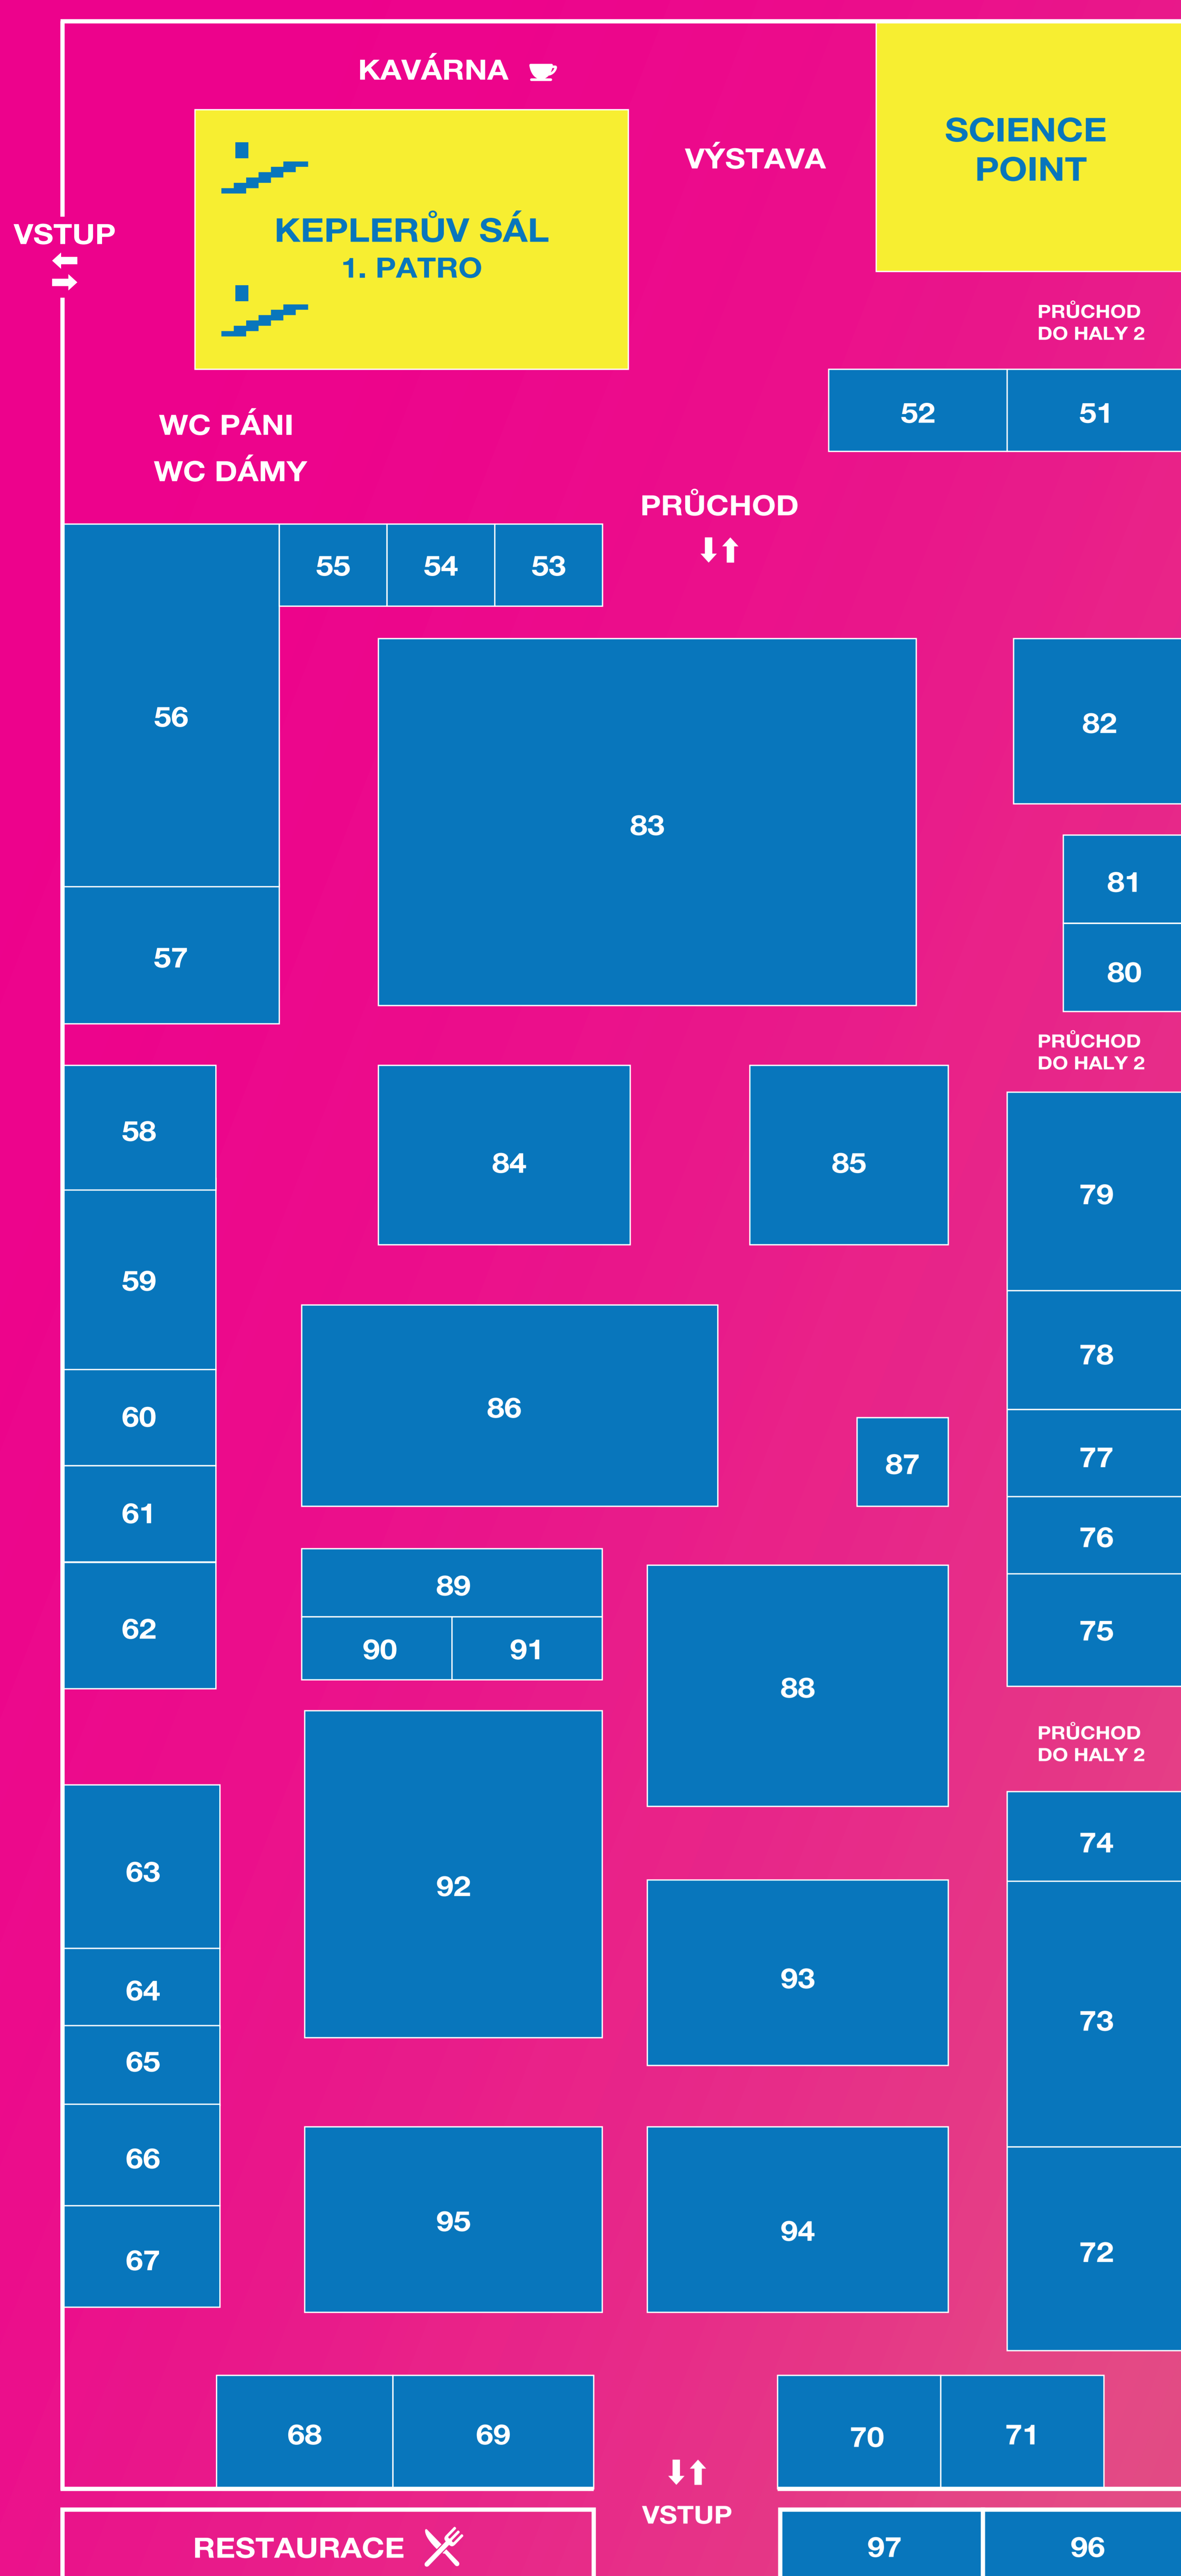 KAVÁRNA
SCIENCE
POINT
VÝSTAVA
KEPLERŮV SÁL
1. PATRO
VSTUP
PRŮCHOD
DO HALY 2
52
51
WC PÁNI
WC DÁMY
PRŮCHOD
55
54
53
56
83
82
81
80
57
PRŮCHOD
DO HALY 2
58
84
85
79
59
78
86
60
87
77
61
76
89
62
75
90
91
88
PRŮCHOD
DO HALY 2
74
63
92
93
64
73
65
66
95
94
72
67
68
69
70
71
VSTUP
RESTAURACE
97
96